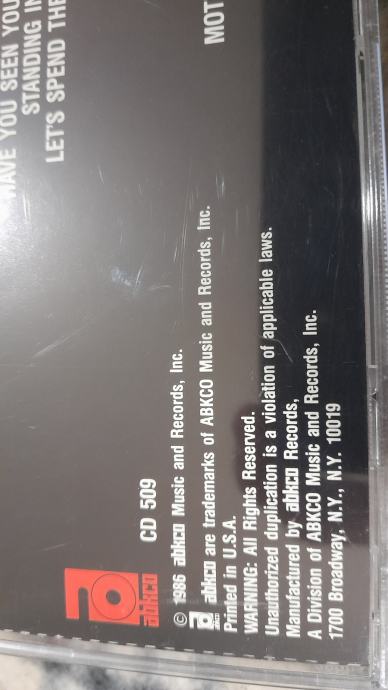 HAVE YOU SEEN YOU
STANDING IN
LET'S SPEND THE
MOT
abkco
CD 509
© 1986 abkco Music and Records, Inc.
abkco are trademarks of ABKCO Music and Records, Inc.
Printed in U.S.A.
WARNING: All Rights Reserved.
Unauthorized duplication is a violation of applicable laws.
Manufactured by abkco Records,
A Division of ABKCO Music and Records, Inc.
1700 Broadway, N.Y., N.Y. 10019